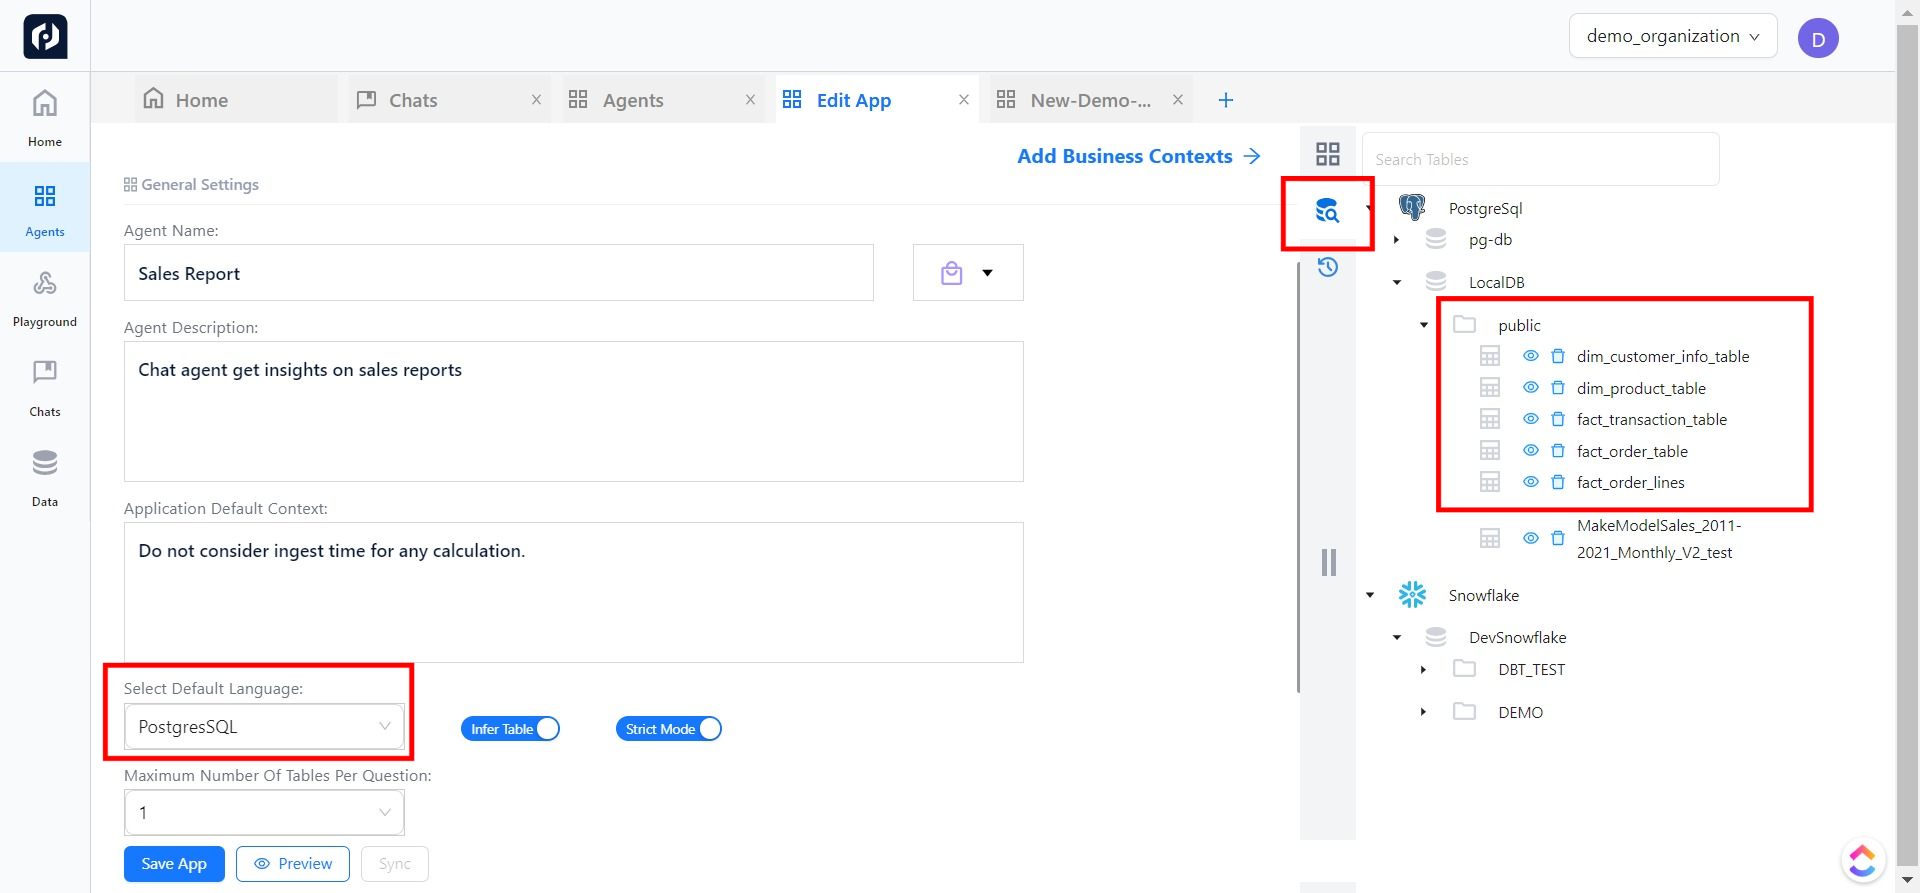 demo_organization
D
Home
Chats
Agents
Edit App
New-Demo-...
Home
Agents
Playground
Chats
Data
Add Business Contexts
General Settings
Agent Name:
Sales Report
Agent Description:
Chat agent get insights on sales reports
Application Default Context:
Do not consider ingest time for any calculation.
Select Default Language:
PostgresSQL
Infer Table
Strict Mode
Maximum Number Of Tables Per Question:
1
Save App
Preview
Sync
Search Tables
PostgreSql
pg-db
LocalDB
public
dim_customer_info_table
dim_product_table
fact_transaction_table
fact_order_table
fact_order_lines
MakeModelSales_2011-
2021_Monthly_V2_test
Snowflake
DevSnowflake
DBT_TEST
DEMO